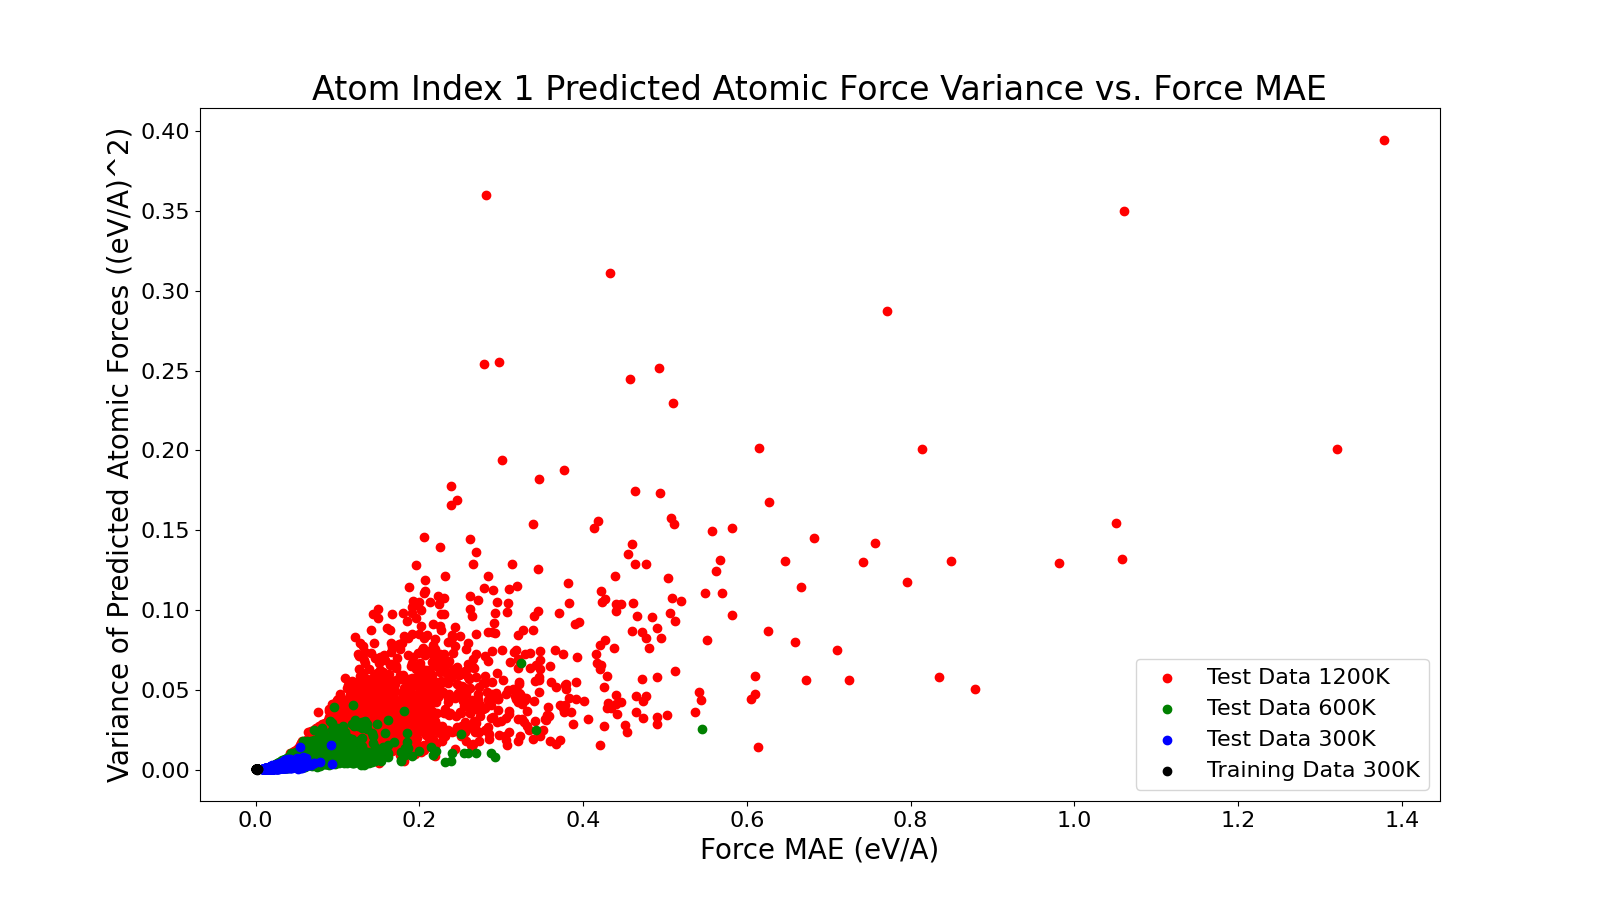 Atom Index 1 Predicted Atomic Force Variance vs. Force MAE
Variance of Predicted Atomic Forces ((eV/A)^2)
0.40
0.35
0.30
0.25
0.20
0.15
0.10
0.05
0.00
Test Data 1200K
Test Data 600K
Test Data 300K
Training Data 300K
0.0 0.2 0.4 0.6 0.8 1.0 1.2 1.4
Force MAE (eV/A)